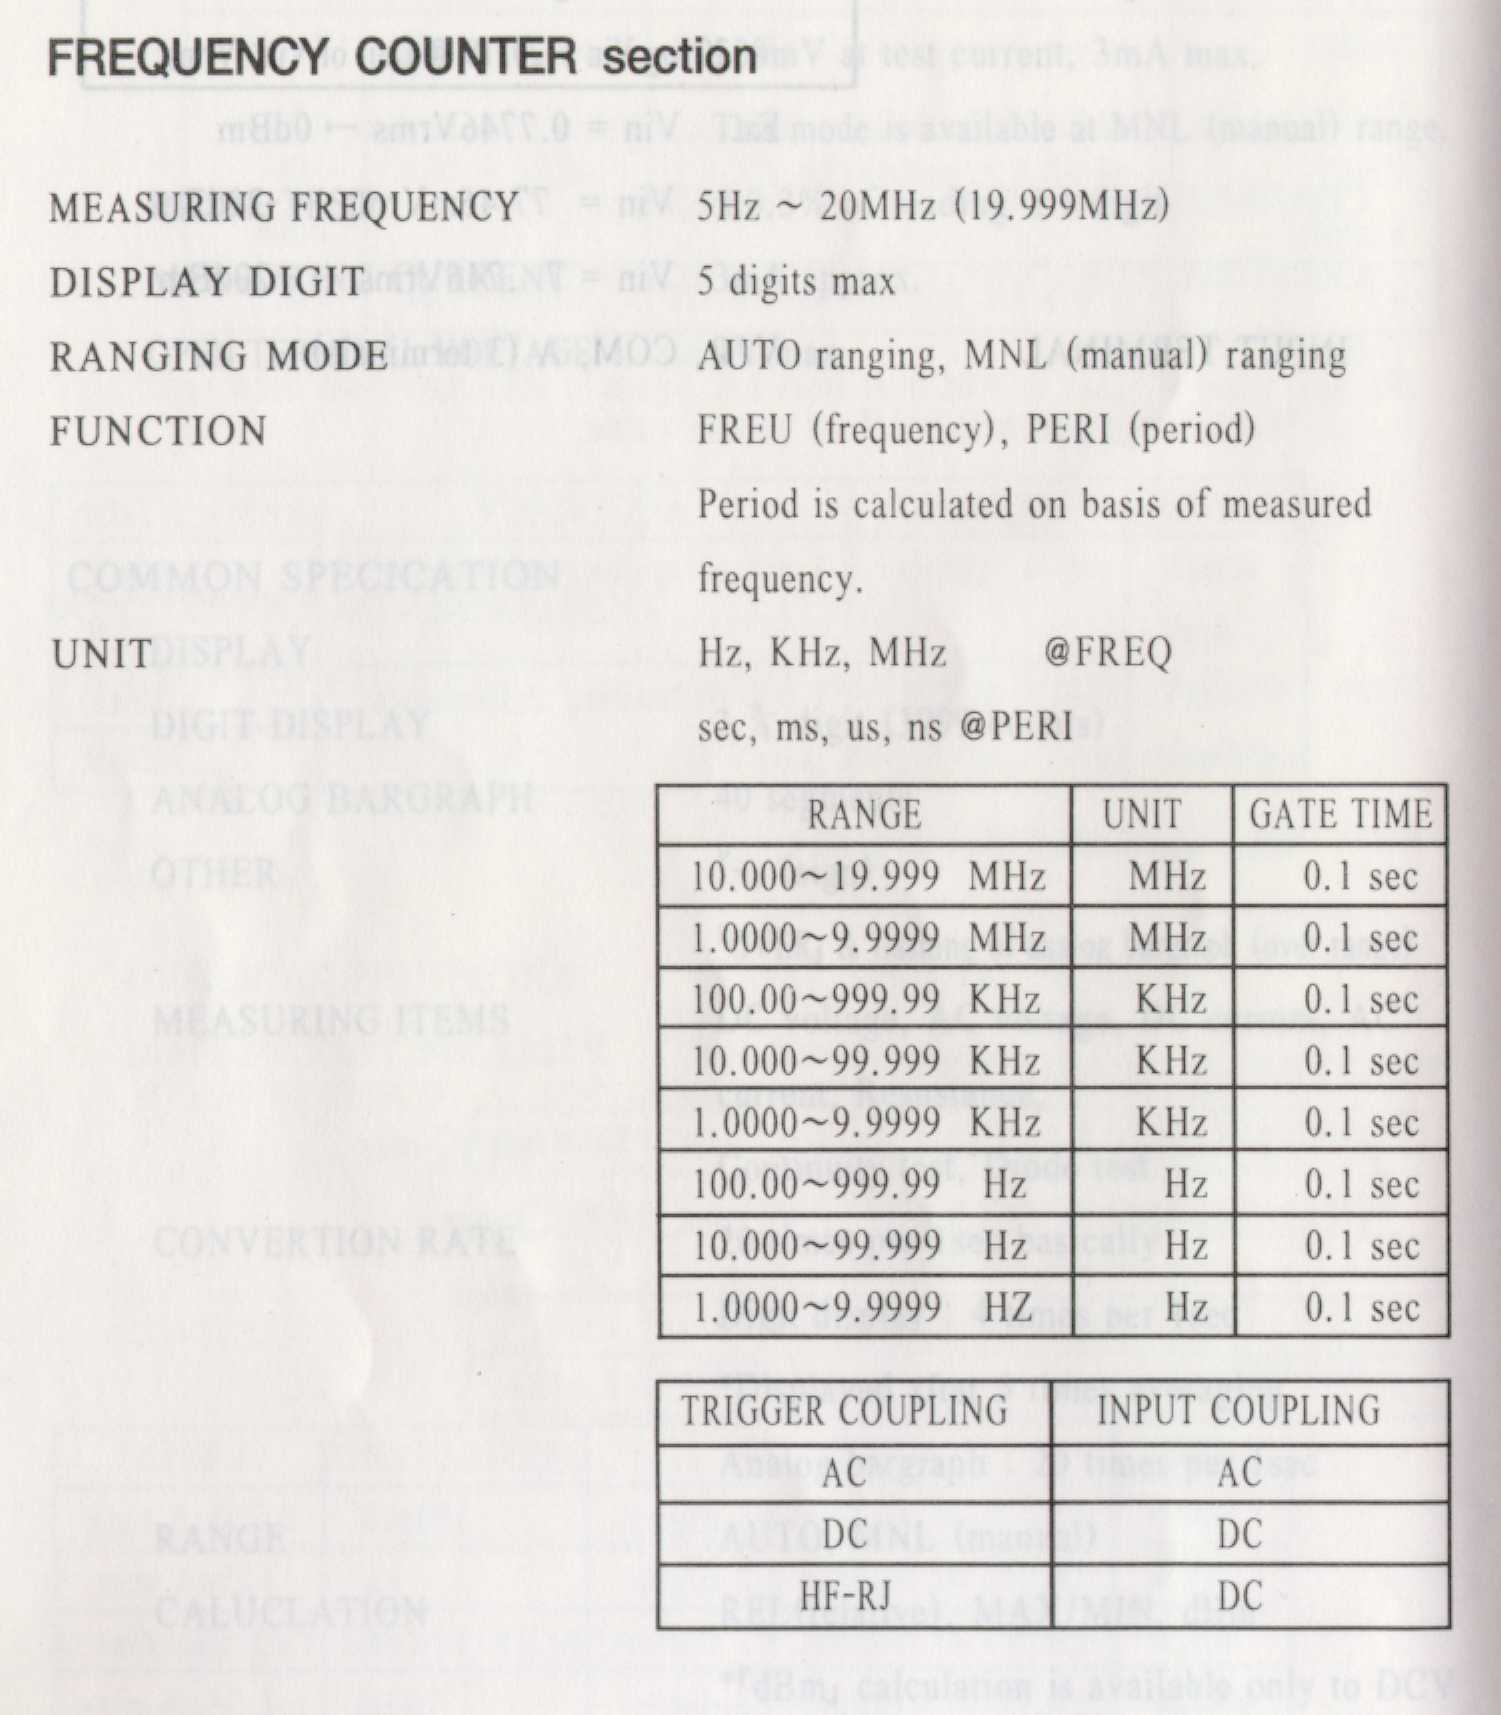 FREQUENCY COUNTER section
MEASURING FREQUENCY 5Hz ~ 20MHz (19.999MHz)
DISPLAY DIGIT 5 digits max
RANGING MODE AUTO ranging, MNL (manual) ranging
FUNCTION FREU (frequency), PERI (period)
Period is calculated on basis of measured
frequency.
UNIT Hz, KHz, MHz @FREQ
sec, ms, us, ns @PERI
RANGE UNIT GATE TIME
10.000~19.999 MHz MHz 0.1 sec
1.0000~9.9999 MHz MHz 0.1 sec
100.00~999.99 KHz KHz 0.1 sec
10.000~99.999 KHz KHz 0.1 sec
1.0000~9.9999 KHz KHz 0.1 sec
100.00~999.99 Hz Hz 0.1 sec
10.000~99.999 Hz Hz 0.1 sec
1.0000~9.9999 HZ Hz 0.1 sec
TRIGGER COUPLING INPUT COUPLING
AC AC
DC DC
HF-RJ DC